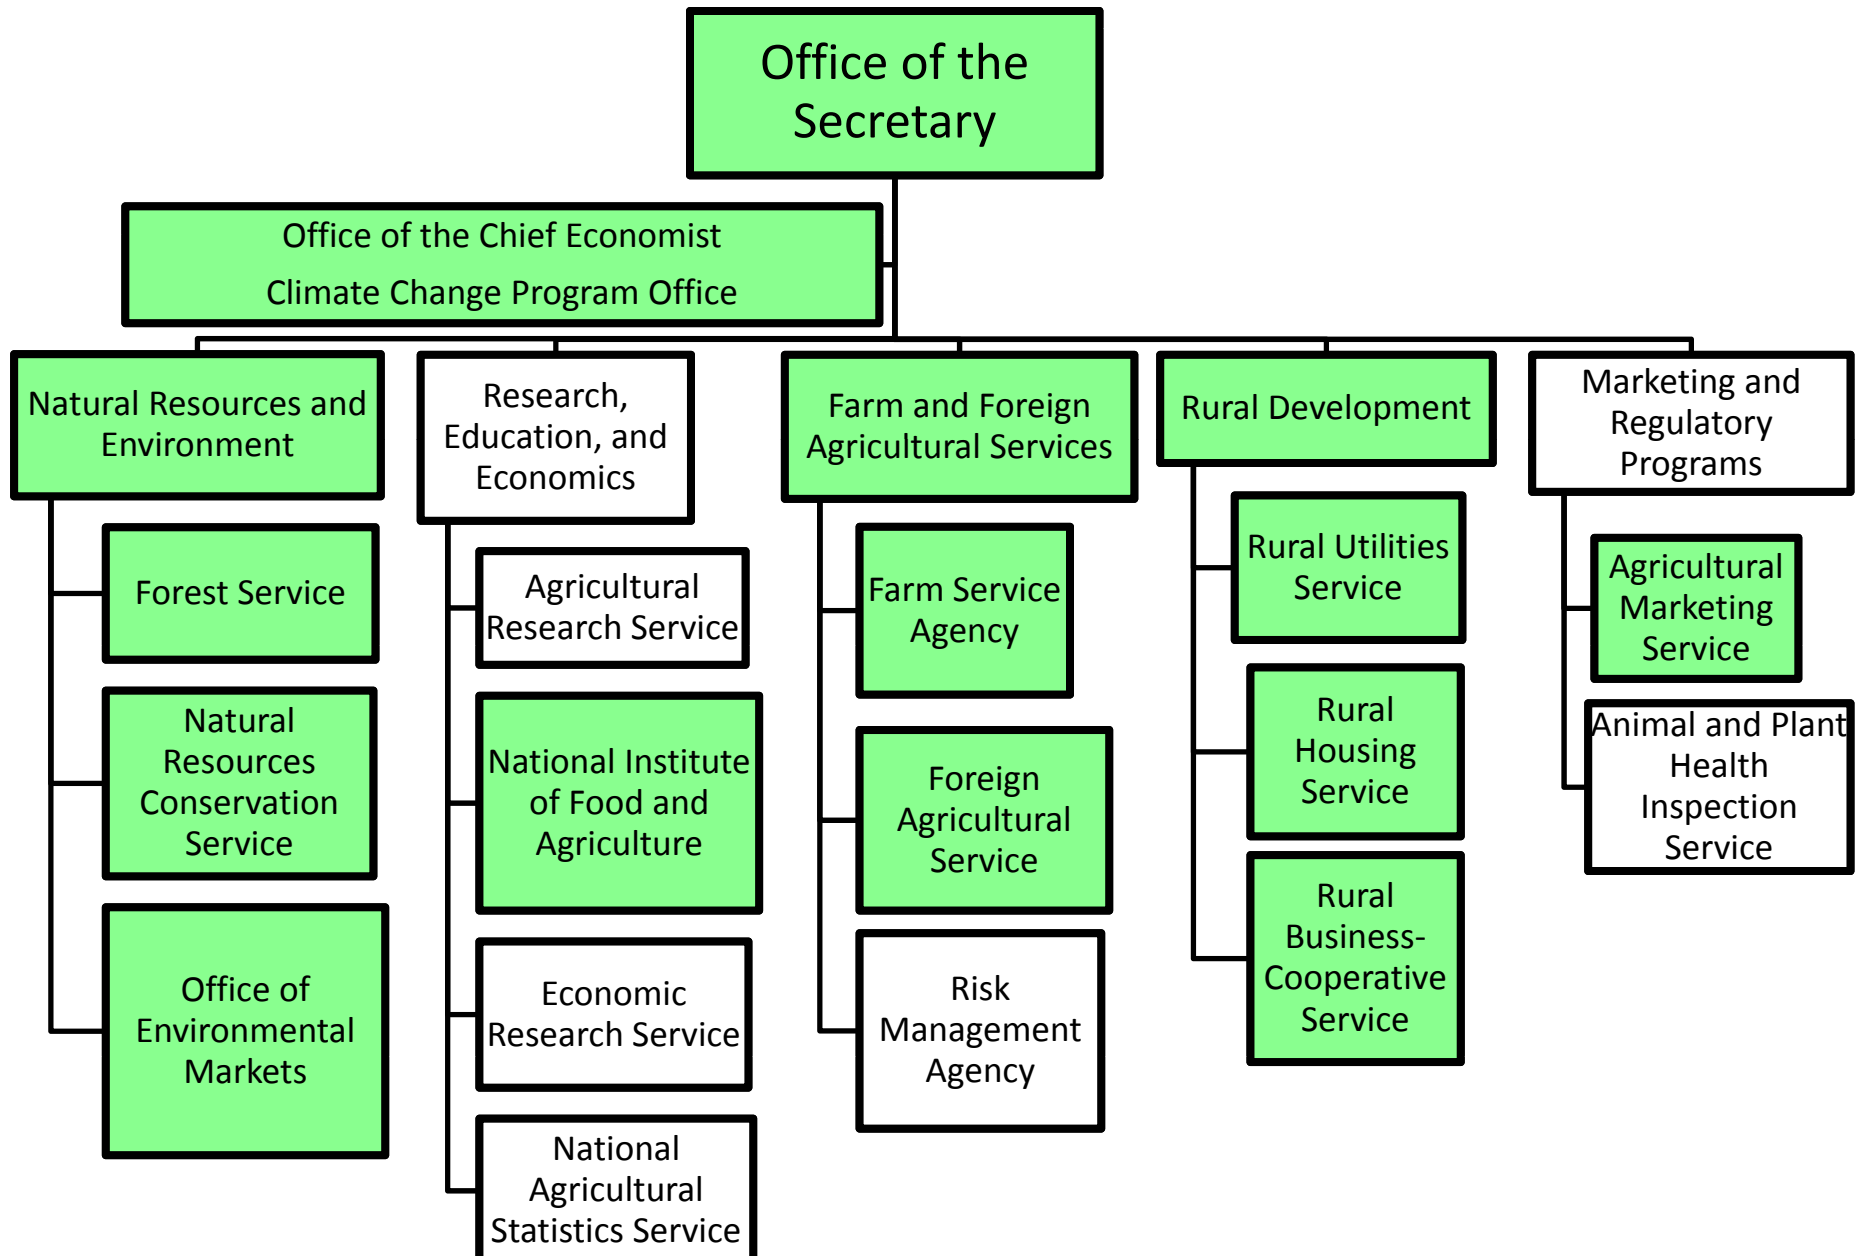 Office of the
Secretary
Office of the Chief Economist
Climate Change Program Office
Natural Resources and
Environment
Forest Service
Natural
Resources
Conservation
Service
Office of
Environmental
Markets
Research,
Education, and
Economics
Agricultural
Research Service
National Institute
of Food and
Agriculture
Economic
Research Service
National
Agricultural
Statistics Service
Farm and Foreign
Agricultural Services
Farm Service
Agency
Foreign
Agricultural
Service
Risk
Management
Agency
Rural Development
Rural Utilities
Service
Rural
Housing
Service
Rural
Business-
Cooperative
Service
Marketing and
Regulatory
Programs
Agricultural
Marketing
Service
Animal and Plant
Health
Inspection
Service